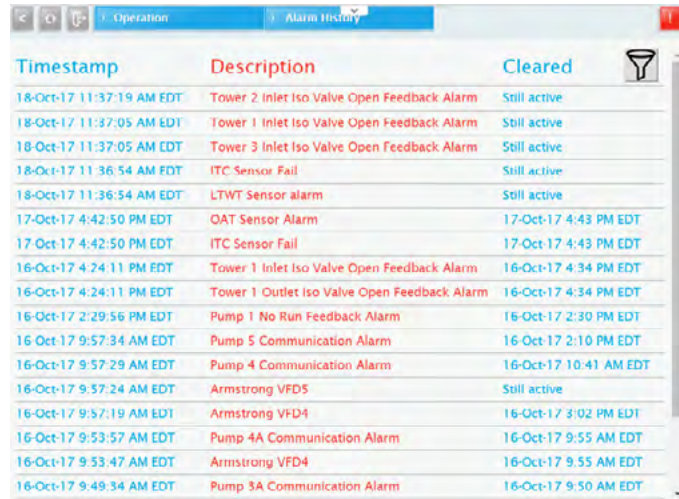 Operation Alarm History
Timestamp Description Cleared
18-Oct-17 11:37:19 AM EDT Tower 2 Inlet Iso Valve Open Feedback Alarm Still active
18-Oct-17 11:37:05 AM EDT Tower 1 Inlet Iso Valve Open Feedback Alarm Still active
18-Oct-17 11:37:05 AM EDT Tower 3 Inlet Iso Valve Open Feedback Alarm Still active
18-Oct-17 11:36:54 AM EDT ITC Sensor Fail Still active
18-Oct-17 11:36:54 AM EDT LTWT Sensor alarm Still active
17-Oct-17 4:42:50 PM EDT OAT Sensor Alarm 17-Oct-17 4:43 PM EDT
17-Oct-17 4:42:50 PM EDT ITC Sensor Fail 17-Oct-17 4:43 PM EDT
16-Oct-17 4:24:11 PM EDT Tower 1 Inlet Iso Valve Open Feedback Alarm 16-Oct-17 4:34 PM EDT
16-Oct-17 4:24:11 PM EDT Tower 1 Outlet Iso Valve Open Feedback Alarm 16-Oct-17 4:34 PM EDT
16-Oct-17 2:29:56 PM EDT Pump 1 No Run Feedback Alarm 16-Oct-17 2:30 PM EDT
16-Oct-17 9:57:34 AM EDT Pump 5 Communication Alarm 16-Oct-17 2:10 PM EDT
16-Oct-17 9:57:29 AM EDT Pump 4 Communication Alarm 16-Oct-17 10:41 AM EDT
16-Oct-17 9:57:24 AM EDT Armstrong VFD5 Still active
16-Oct-17 9:57:19 AM EDT Armstrong VFD4 16-Oct-17 3:02 PM EDT
16-Oct-17 9:53:57 AM EDT Pump 4A Communication Alarm 16-Oct-17 9:55 AM EDT
16-Oct-17 9:53:47 AM EDT Armstrong VFD4 16-Oct-17 9:55 AM EDT
16-Oct-17 9:49:34 AM EDT Pump 3A Communication Alarm 16-Oct-17 9:50 AM EDT